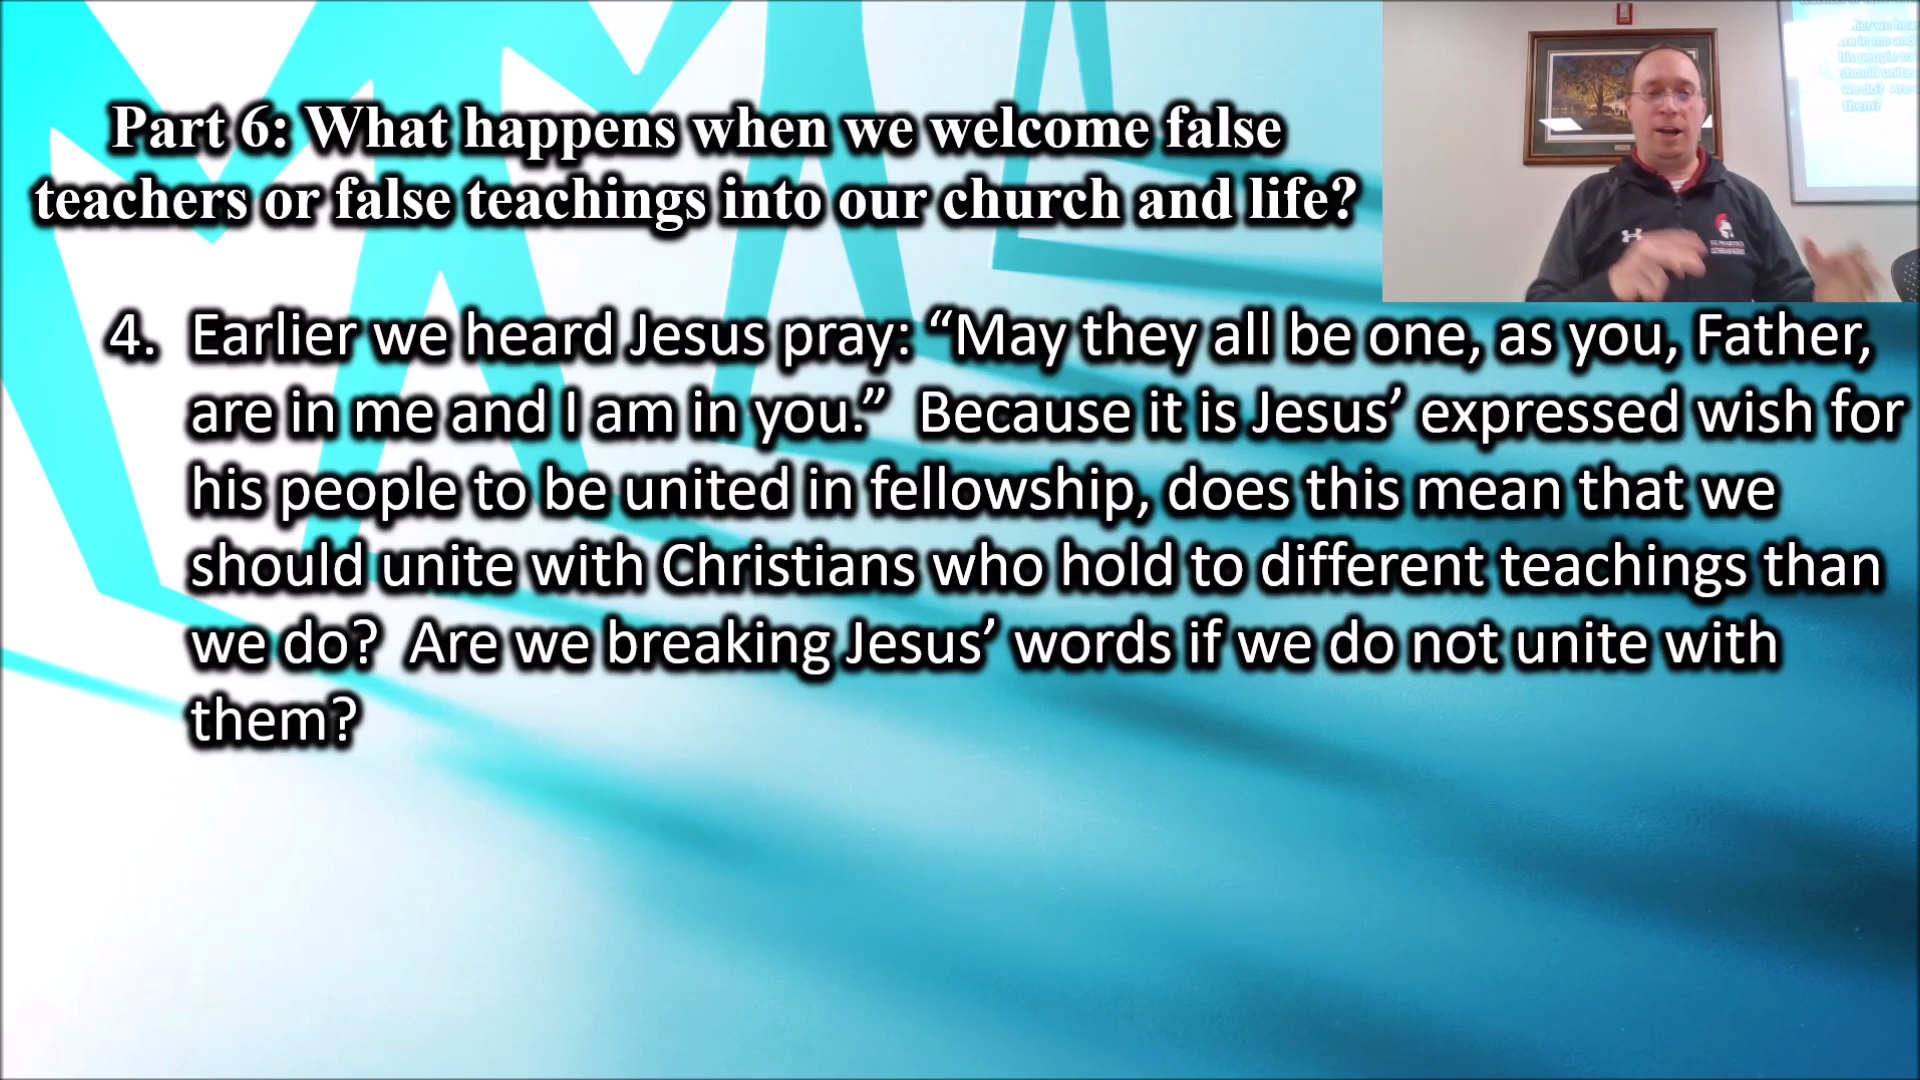 Part 6: What happens when we welcome false
teachers or false teachings into our church and life?
4. Earlier we heard Jesus pray: “May they all be one, as you, Father,
are in me and I am in you.”  Because it is Jesus’ expressed wish for
his people to be united in fellowship, does this mean that we
should unite with Christians who hold to different teachings than
we do?  Are we breaking Jesus’ words if we do not unite with
them?